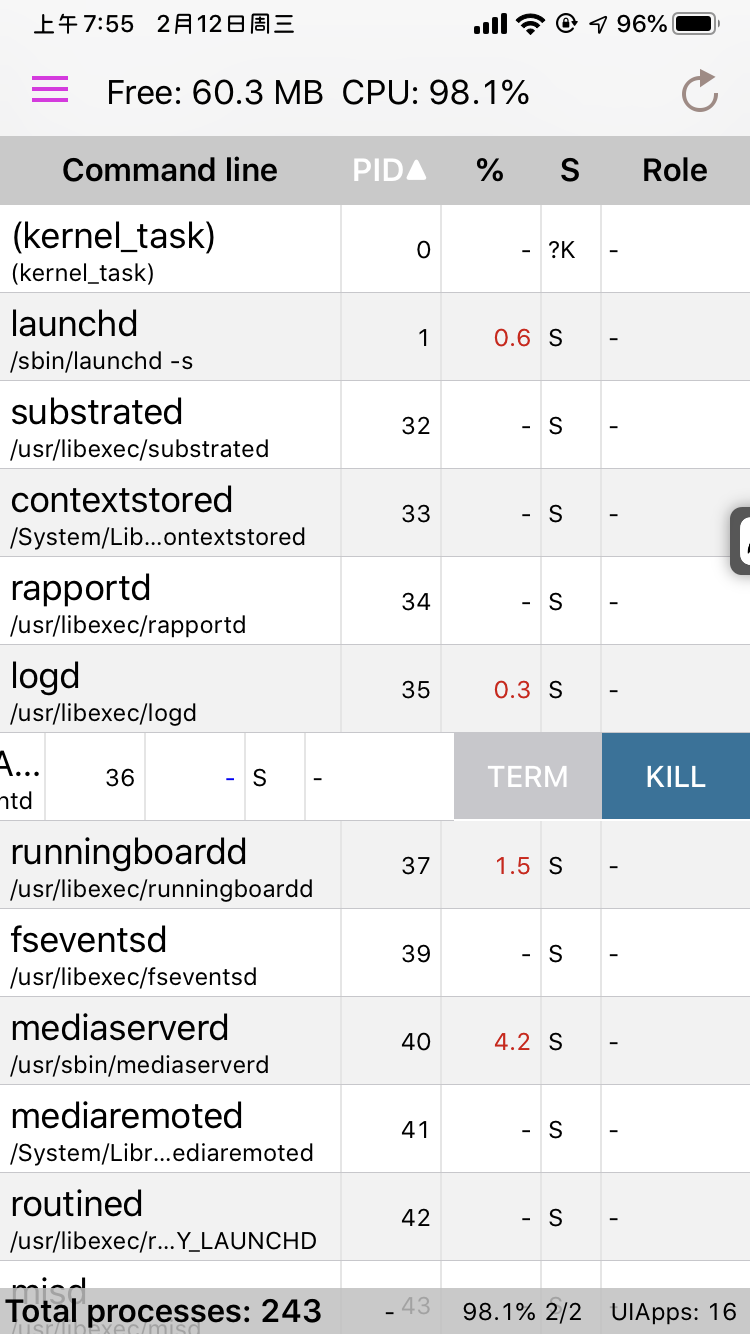 上午7:55 2月12日周三 96%
Free: 60.3 MB CPU: 98.1%
Command line PID▲ % S Role
(kernel_task) 0 - ?K -
(kernel_task)
launchd 1 0.6 S -
/sbin/launchd -s
substrated 32 - S -
/usr/libexec/substrated
contextstored 33 - S -
/System/Lib...ontextstored
rapportd 34 - S -
/usr/libexec/rapportd
logd 35 0.3 S -
/usr/libexec/logd
A... 36 - S - TERM KILL
ntd
runningboardd 37 1.5 S -
/usr/libexec/runningboardd
fseventsd 39 - S -
/usr/libexec/fseventsd
mediaserverd 40 4.2 S -
/usr/sbin/mediaserverd
mediaremoted 41 - S -
/System/Libr...ediaremoted
routined 42 - S -
/usr/libexec/r...Y_LAUNCHD
misd 43 S
Total processes: 243 - 98.1% 2/2 UIApps: 16
/usr/libexec/misd